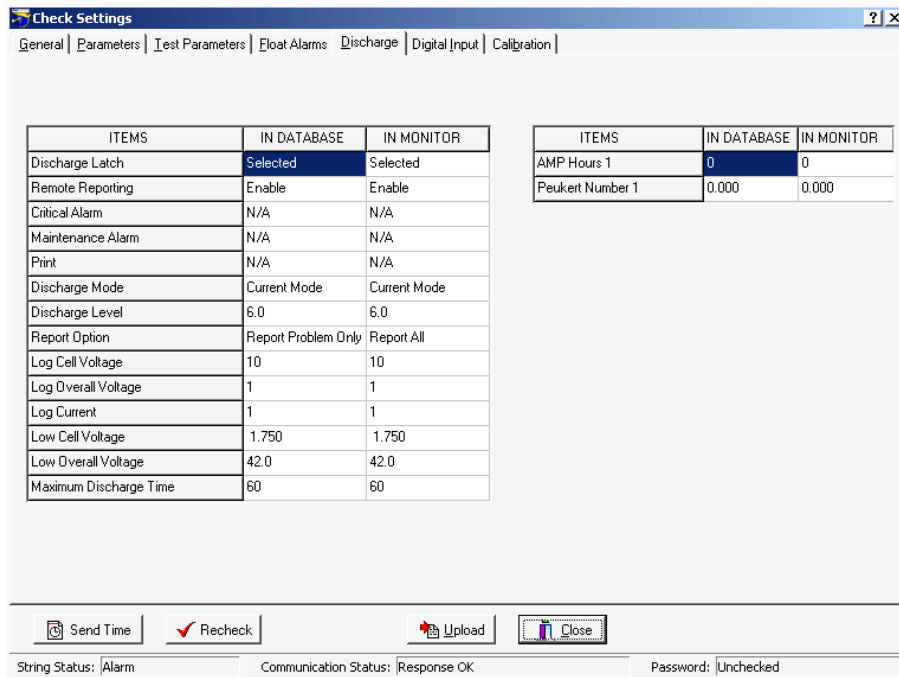 Check Settings
General Parameters Test Parameters Float Alarms Discharge Digital Input Calibration
ITEMS IN DATABASE IN MONITOR
Discharge Latch Selected Selected
Remote Reporting Enable Enable
Critical Alarm N/A N/A
Maintenance Alarm N/A N/A
Print N/A N/A
Discharge Mode Current Mode Current Mode
Discharge Level 6.0 6.0
Report Option Report Problem Only Report All
Log Cell Voltage 10 10
Log Overall Voltage 1 1
Log Current 1 1
Low Cell Voltage 1.750 1.750
Low Overall Voltage 42.0 42.0
Maximum Discharge Time 60 60
ITEMS IN DATABASE IN MONITOR
AMP Hours 1 0 0
Peukert Number 1 0.000 0.000
Send Time Recheck Upload Close
String Status: Alarm Communication Status: Response OK Password: Unchecked